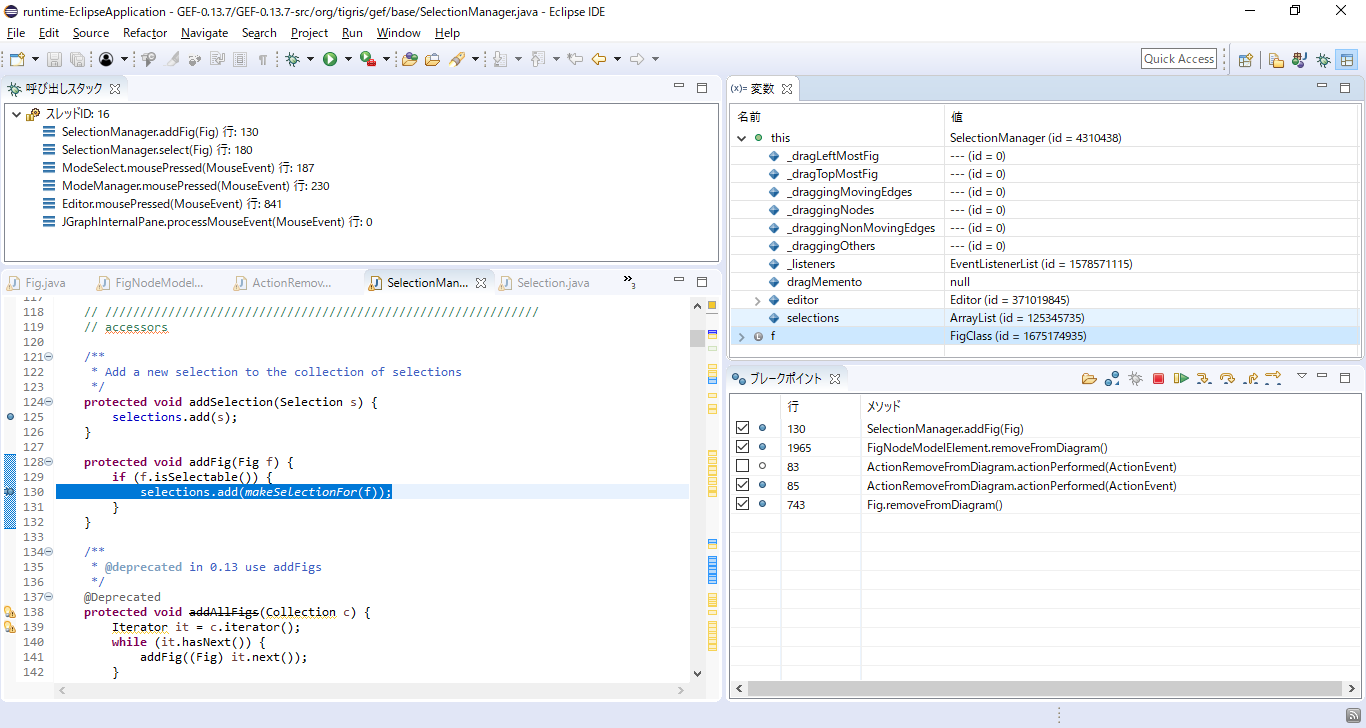 runtime-EclipseApplication - GEF-0.13.7/GEF-0.13.7-src/org/tigris/gef/base/SelectionManager.java - Eclipse IDE
File Edit Source Refactor Navigate Search Project Run Window Help
Quick Access
呼び出しスタック
スレッドID: 16
SelectionManager.addFig(Fig) 行: 130
SelectionManager.select(Fig) 行: 180
ModeSelect.mousePressed(MouseEvent) 行: 187
ModeManager.mousePressed(MouseEvent) 行: 230
Editor.mousePressed(MouseEvent) 行: 841
JGraphInternalPane.processMouseEvent(MouseEvent) 行: 0
Fig.java FigNodeModel... ActionRemov... SelectionMan... Selection.java »3
117
118 // //////////////////////////////////////////////////////////////
119 // accessors
120
121 /**
122 * Add a new selection to the collection of selections
123 */
124 protected void addSelection(Selection s) {
125 selections.add(s);
126 }
127
128 protected void addFig(Fig f) {
129 if (f.isSelectable()) {
130 selections.add(makeSelectionFor(f));
131 }
132 }
133
134 /**
135 * @deprecated in 0.13 use addFigs
136 */
137 @Deprecated
138 protected void addAllFigs(Collection c) {
139 Iterator it = c.iterator();
140 while (it.hasNext()) {
141 addFig((Fig) it.next());
142 }
(x)= 変数
名前 値
this SelectionManager (id = 4310438)
_dragLeftMostFig --- (id = 0)
_dragTopMostFig --- (id = 0)
_draggingMovingEdges --- (id = 0)
_draggingNodes --- (id = 0)
_draggingNonMovingEdges --- (id = 0)
_draggingOthers --- (id = 0)
_listeners EventListenerList (id = 1578571115)
dragMemento null
editor Editor (id = 371019845)
selections ArrayList (id = 125345735)
f FigClass (id = 1675174935)
ブレークポイント
行 メソッド
130 SelectionManager.addFig(Fig)
1965 FigNodeModelElement.removeFromDiagram()
83 ActionRemoveFromDiagram.actionPerformed(ActionEvent)
85 ActionRemoveFromDiagram.actionPerformed(ActionEvent)
743 Fig.removeFromDiagram()